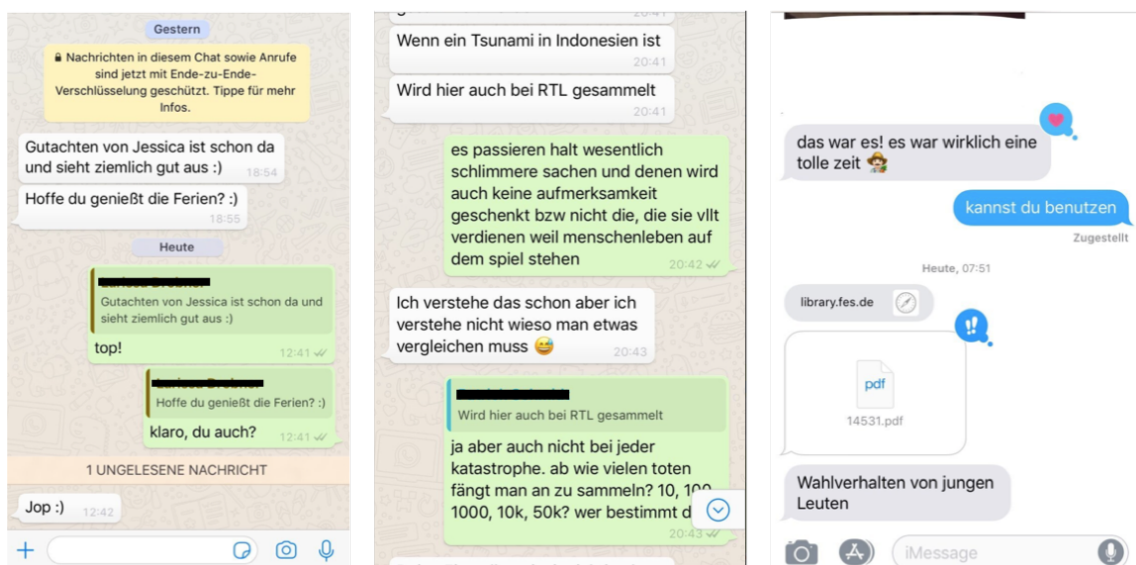 Gestern
Nachrichten in diesem Chat sowie Anrufe
sind jetzt mit Ende-zu-Ende-
Verschlüsselung geschützt. Tippe für mehr
Infos.
Gutachten von Jessica ist schon da
und sieht ziemlich gut aus :)
18:54
Hoffe du genießt die Ferien? :)
18:55
Heute
Gutachten von Jessica ist schon da und
sieht ziemlich gut aus :)
top!
12:41
Hoffe du genießt die Ferien? :)
klaro, du auch?
12:41
1 UNGELESENE NACHRICHT
Jop :)
12:42
20:41
Wenn ein Tsunami in Indonesien ist
20:41
Wird hier auch bei RTL gesammelt
20:41
es passieren halt wesentlich
schlimmere sachen und denen wird
auch keine aufmerksamkeit
geschenkt bzw nicht die, die sie vllt
verdienen weil menschenleben auf
dem spiel stehen
20:42
Ich verstehe das schon aber ich
verstehe nicht wieso man etwas
vergleichen muss 😅
20:43
Wird hier auch bei RTL gesammelt
ja aber auch nicht bei jeder
katastrophe. ab wie vielen toten
fängt man an zu sammeln? 10, 100,
1000, 10k, 50k? wer bestimmt d
20:43
das war es! es war wirklich eine
tolle zeit
kannst du benutzen
Zugestellt
Heute, 07:51
library.fes.de
pdf
14531.pdf
Wahlverhalten von jungen
Leuten
iMessage